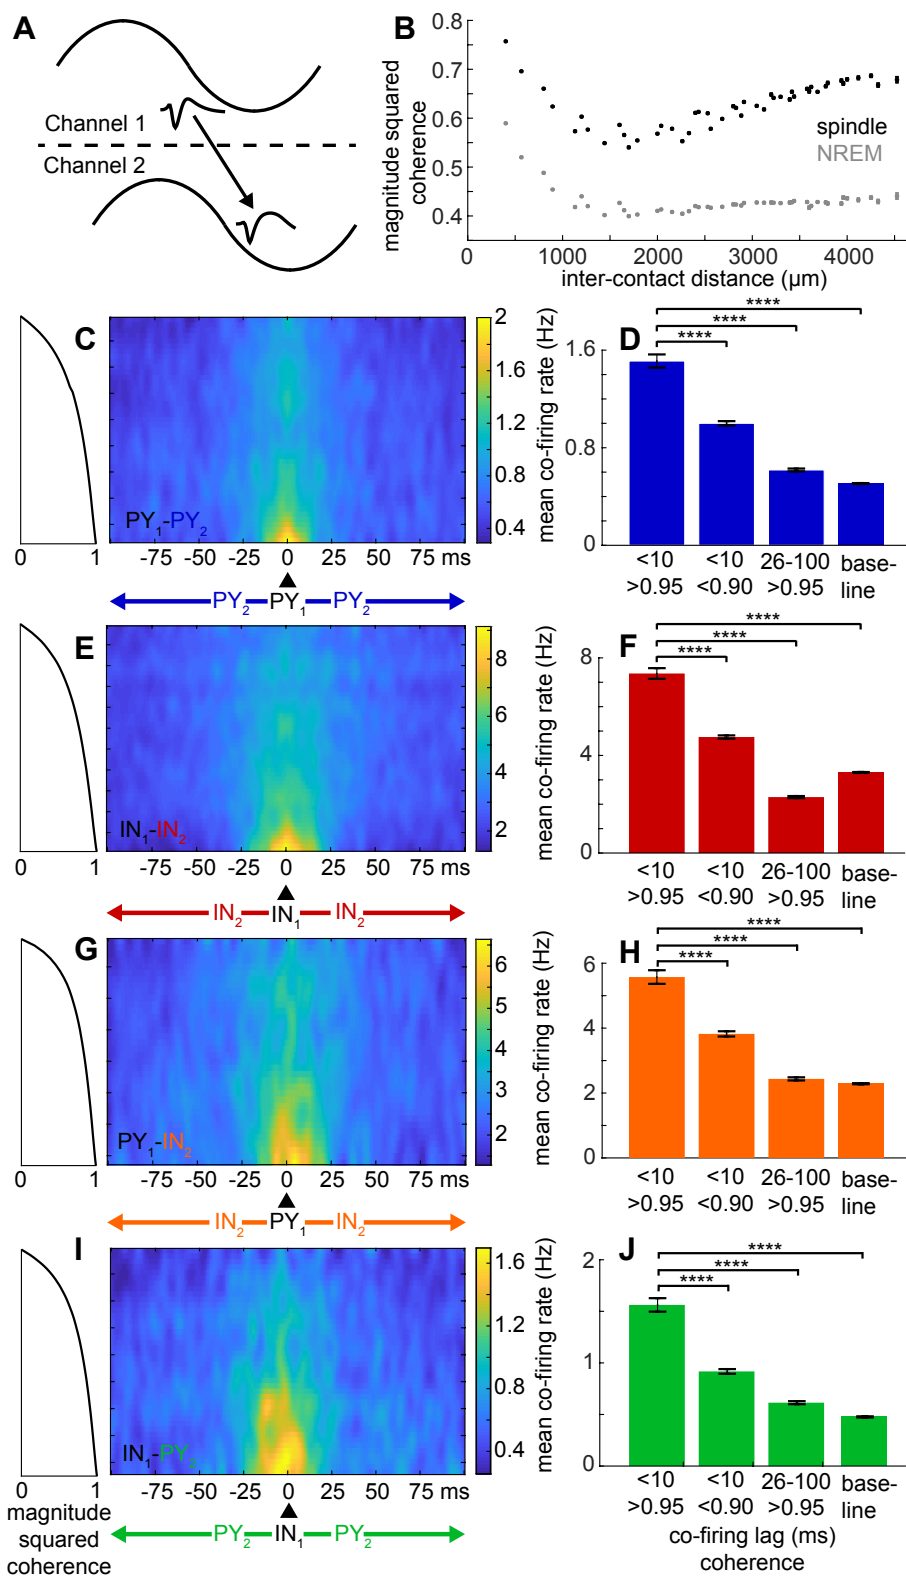 A
Channel 1
Channel 2
B
magnitude squared
coherence
0.8
0.7
0.6
0.5
0.4
spindle
NREM
0 1000 2000 3000 4000
inter-contact distance (µm)
C
PY₁-PY₂
0 1
-75 -50 -25 0 25 75 ms
2
1.6
1.2
0.8
0.4
PY₂ PY₁ PY₂
D
mean co-firing rate (Hz)
1.6
0.8
0
****
****
****
<10 <10 26-100 base-
>0.95 <0.90 >0.95 line
E
IN₁-IN₂
0 1
-75 -50 -25 0 25 75 ms
8
6
4
2
IN₂ IN₁ IN₂
F
mean co-firing rate (Hz)
8
4
0
****
****
****
<10 <10 26-100 base-
>0.95 <0.90 >0.95 line
G
PY₁-IN₂
0 1
-75 -50 -25 0 25 75 ms
6
5
4
3
2
IN₂ PY₁ IN₂
H
mean co-firing rate (Hz)
6
4
2
0
****
****
****
<10 <10 26-100 base-
>0.95 <0.90 >0.95 line
I
IN₁-PY₂
0 1
magnitude
squared
coherence
-75 -50 -25 0 25 50 75 ms
1.6
1.2
0.8
0.4
PY₂ IN₁ PY₂
J
mean co-firing rate (Hz)
2
1
0
****
****
****
<10 <10 26-100 base-
>0.95 <0.90 >0.95 line
co-firing lag (ms)
coherence